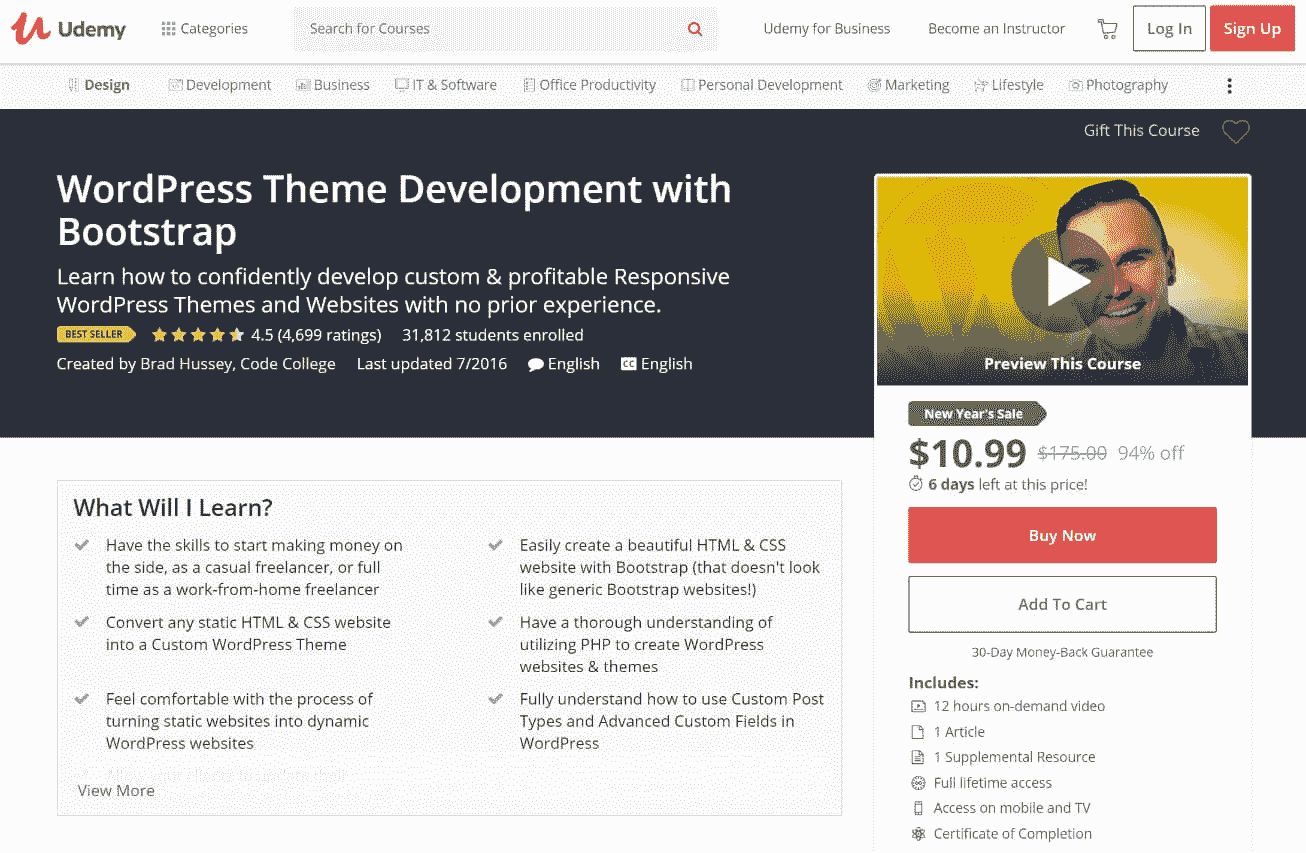 Udemy
Categories
Search for Courses
Udemy for Business
Become an Instructor
Log In
Sign Up
Design
Development
Business
IT & Software
Office Productivity
Personal Development
Marketing
Lifestyle
Photography
Gift This Course
WordPress Theme Development with
Bootstrap
Learn how to confidently develop custom & profitable Responsive
WordPress Themes and Websites with no prior experience.
BEST SELLER 4.5 (4,699 ratings) 31,812 students enrolled
Created by Brad Hussey, Code College Last updated 7/2016 English CC English
Preview This Course
New Year's Sale
$10.99 $175.00 94% off
6 days left at this price!
Buy Now
Add To Cart
30-Day Money-Back Guarantee
Includes:
12 hours on-demand video
1 Article
1 Supplemental Resource
Full lifetime access
Access on mobile and TV
Certificate of Completion
What Will I Learn?
Have the skills to start making money on
the side, as a casual freelancer, or full
time as a work-from-home freelancer
Convert any static HTML & CSS website
into a Custom WordPress Theme
Feel comfortable with the process of
turning static websites into dynamic
WordPress websites
Allow your clients to update their
Easily create a beautiful HTML & CSS
website with Bootstrap (that doesn't look
like generic Bootstrap websites!)
Have a thorough understanding of
utilizing PHP to create WordPress
websites & themes
Fully understand how to use Custom Post
Types and Advanced Custom Fields in
WordPress
View More